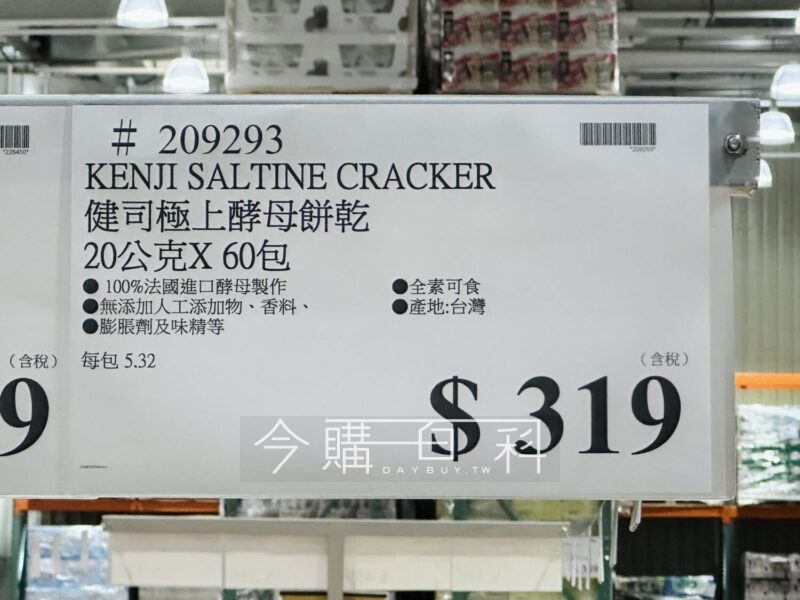 # 209293
*226450*
*209293*
KENJI SALTINE CRACKER
健司極上酵母餅乾
20公克X 60包
● 100%法國進口酵母製作
●全素可食
●無添加人工添加物、香料、
●產地:台灣
●膨脹劑及味精等
(含稅)
每包 5.32
(含稅)
9
$ 319
今購百科
DAYBUY.TW